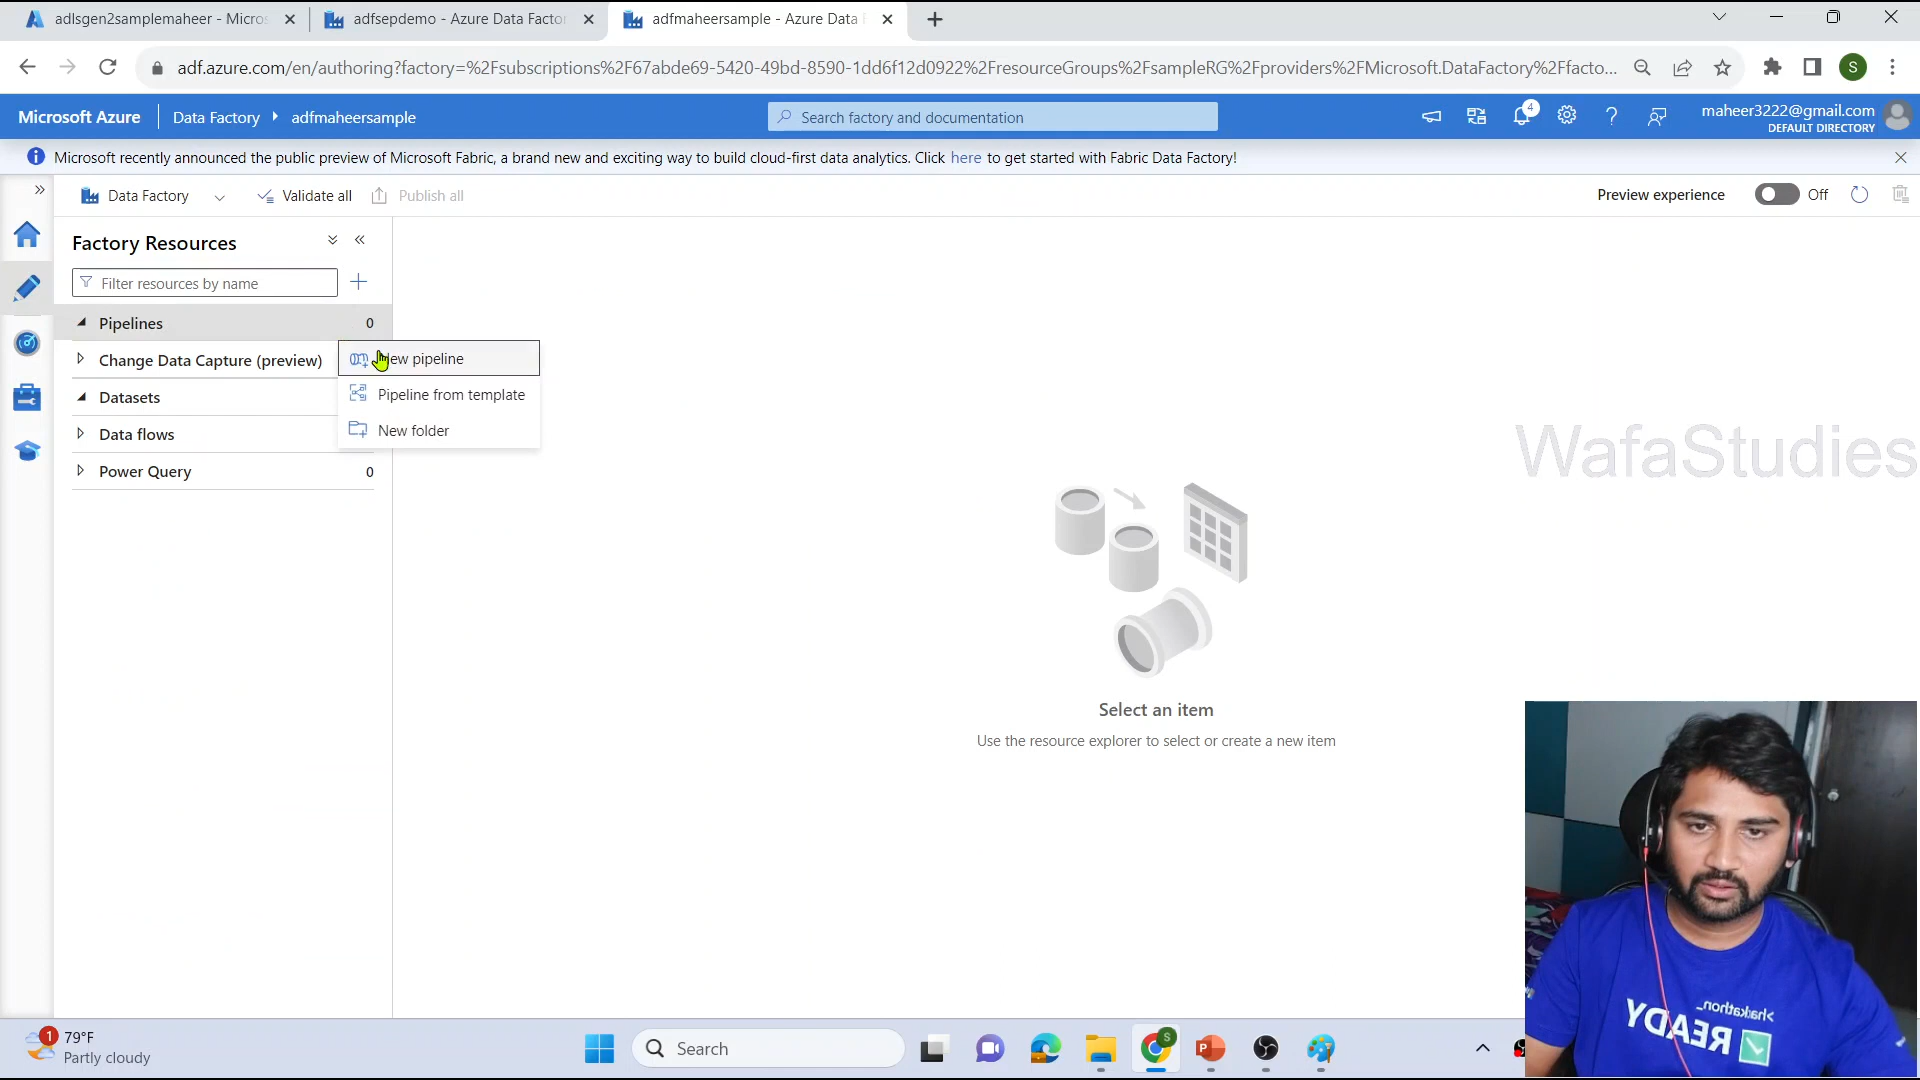 adlsgen2samplemaheer - Micros
adfsepdemo - Azure Data Factor
adfmaheersample - Azure Data F
adf.azure.com/en/authoring?factory=%2Fsubscriptions%2F67abde69-5420-49bd-8590-1dd6f12d0922%2FresourceGroups%2FsampleRG%2Fproviders%2FMicrosoft.DataFactory%2Ffacto...
S
Microsoft Azure
Data Factory
adfmaheersample
Search factory and documentation
4
maheer3222@gmail.com
DEFAULT DIRECTORY
Microsoft recently announced the public preview of Microsoft Fabric, a brand new and exciting way to build cloud-first data analytics. Click here to get started with Fabric Data Factory!
Data Factory
Validate all
Publish all
Preview experience
Off
Factory Resources
Filter resources by name
Pipelines
0
New pipeline
Change Data Capture (preview)
Pipeline from template
Datasets
New folder
Data flows
Power Query
0
WafaStudies
Select an item
Use the resource explorer to select or create a new item
>hackathon_
READY
1
79°F
Partly cloudy
Search
S